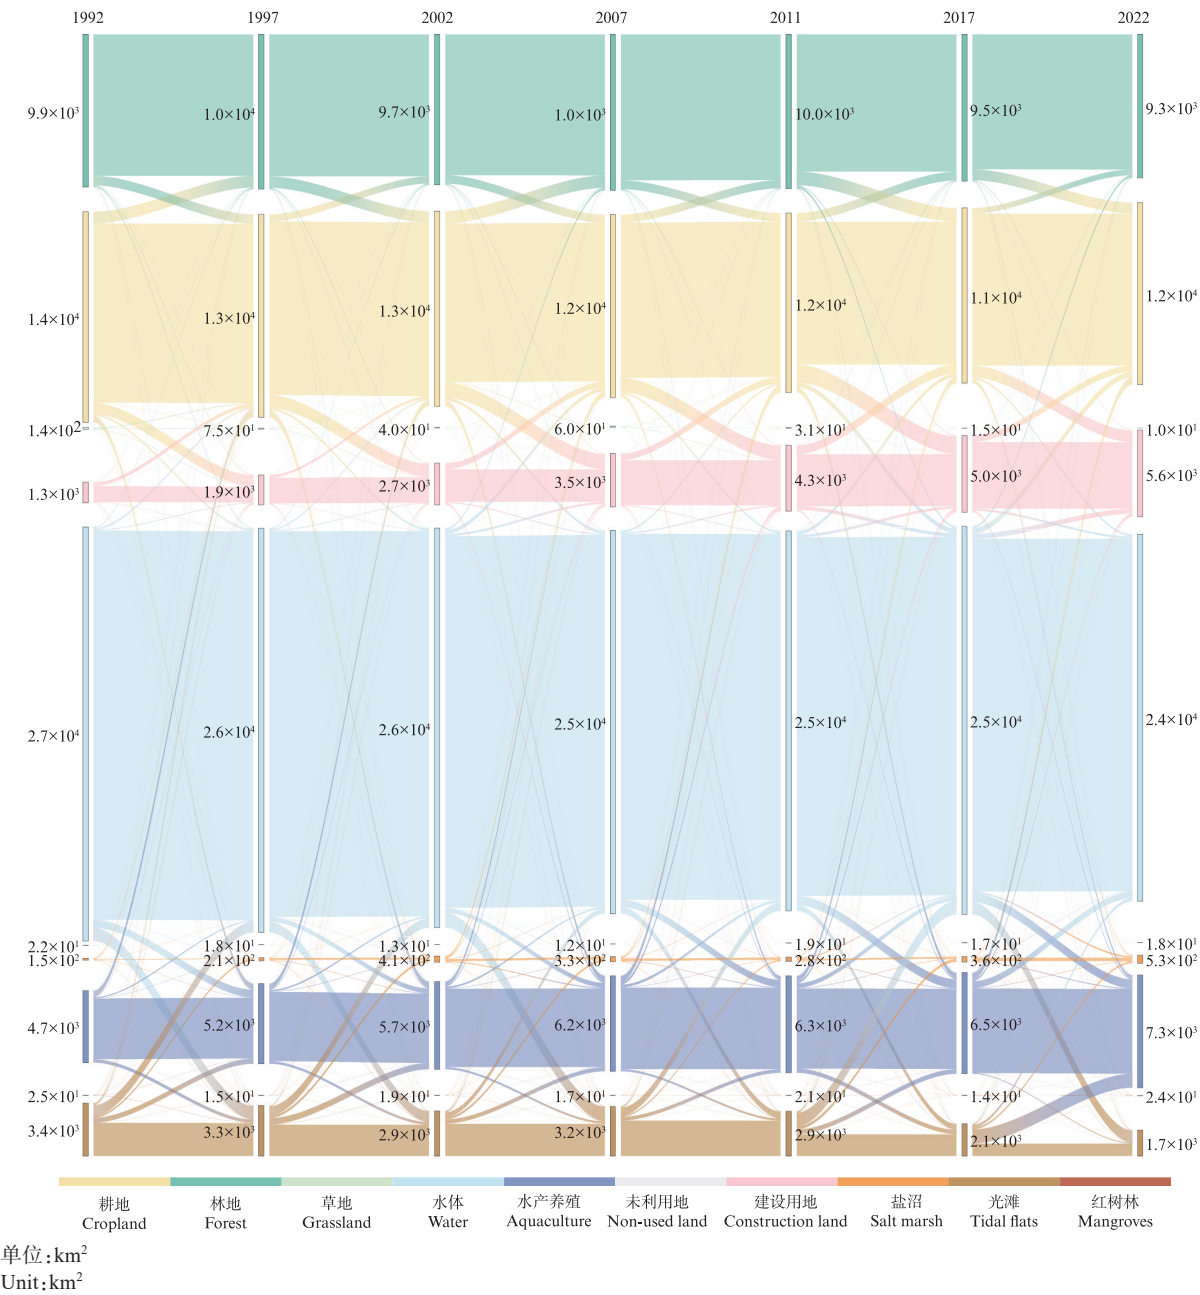 1992 1997 2002 2007 2011 2017 2022
9.9×10³ 1.0×10⁴ 9.7×10³ 1.0×10³ 10.0×10³ 9.5×10³ 9.3×10³
1.4×10⁴ 1.3×10⁴ 1.3×10⁴ 1.2×10⁴ 1.2×10⁴ 1.1×10⁴ 1.2×10⁴
1.4×10² 7.5×10¹ 4.0×10¹ 6.0×10¹ 3.1×10¹ 1.5×10¹ 1.0×10¹
1.3×10³ 1.9×10³ 2.7×10³ 3.5×10³ 4.3×10³ 5.0×10³ 5.6×10³
2.7×10⁴ 2.6×10⁴ 2.6×10⁴ 2.5×10⁴ 2.5×10⁴ 2.5×10⁴ 2.4×10⁴
2.2×10¹ 1.8×10¹ 1.3×10¹ 1.2×10¹ 1.9×10¹ 1.7×10¹ 1.8×10¹
1.5×10² 2.1×10² 4.1×10² 3.3×10² 2.8×10² 3.6×10² 5.3×10²
4.7×10³ 5.2×10³ 5.7×10³ 6.2×10³ 6.3×10³ 6.5×10³ 7.3×10³
2.5×10¹ 1.5×10¹ 1.9×10¹ 1.7×10¹ 2.1×10¹ 1.4×10¹ 2.4×10¹
3.4×10³ 3.3×10³ 2.9×10³ 3.2×10³ 2.9×10³ 2.1×10³ 1.7×10³
耕地 林地 草地 水体 水产养殖 未利用地 建设用地 盐沼 光滩 红树林
Cropland Forest Grassland Water Aquaculture Non-used land Construction land Salt marsh Tidal flats Mangroves
单位:km²
Unit:km²